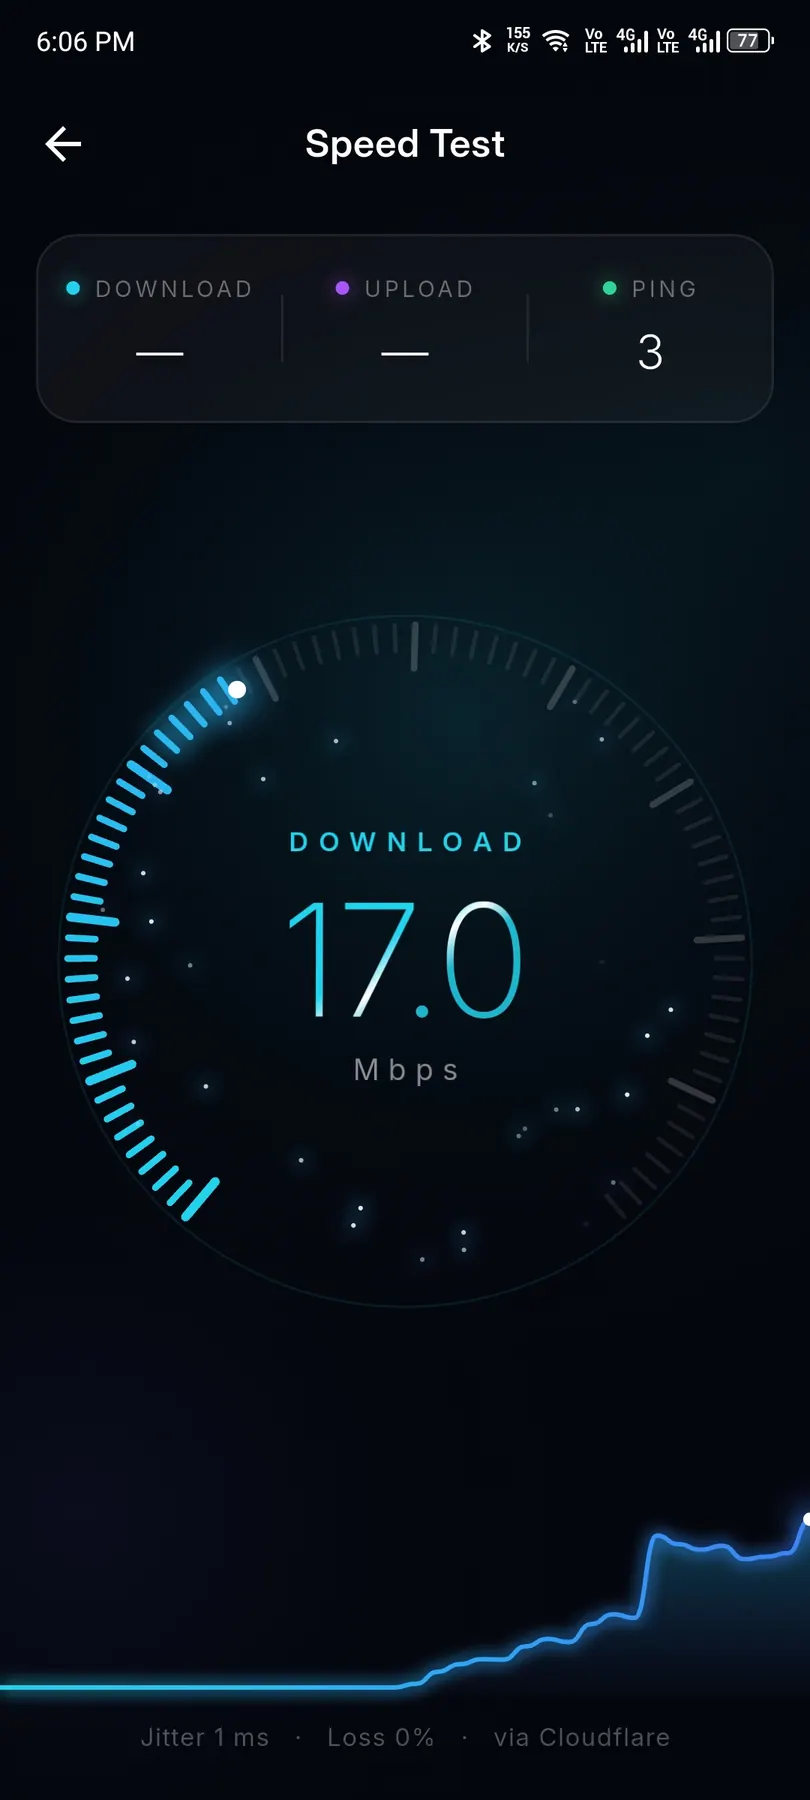 6:06 PM 155 K/S Vo LTE 4G Vo LTE 4G 77
Speed Test
DOWNLOAD UPLOAD PING
— — 3
DOWNLOAD
17.0
Mbps
Jitter 1 ms · Loss 0% · via Cloudflare